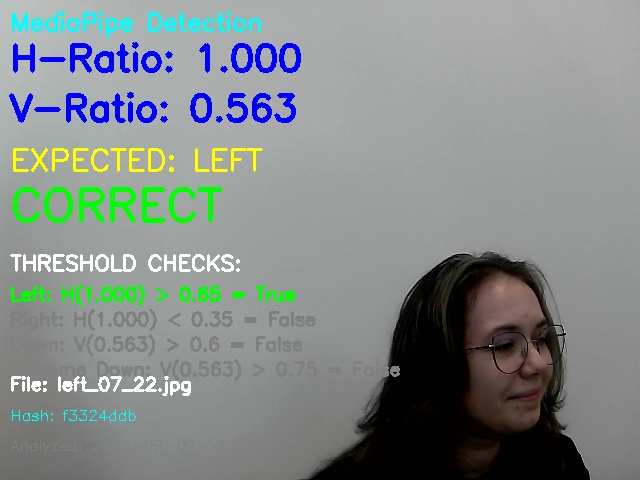 MediaPipe Detection
H-Ratio: 1.000
V-Ratio: 0.563
EXPECTED: LEFT
CORRECT
THRESHOLD CHECKS:
Left: H(1.000) > 0.65 = True
Right: H(1.000) < 0.35 = False
Down: V(0.563) > 0.6 = False
Down: V(0.563) > 0.75 = False
File: left_07_22.jpg
Hash: f3324ddb
Analyzed: